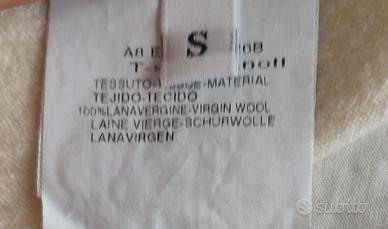 S
TESSUTO-TISSUE-MATERIAL
TEJIDO-TECIDO
100%LANAVERGINE-VIRGIN WOOL
LAINE VIERGE-SCHURWOLLE
LANAVIRGEN
subito